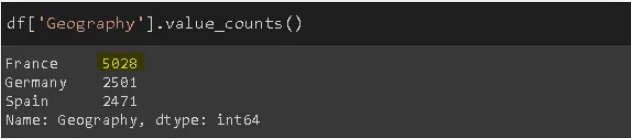 df['Geography'].value_counts()
France 5028
Germany 2501
Spain 2471
Name: Geography, dtype: int64